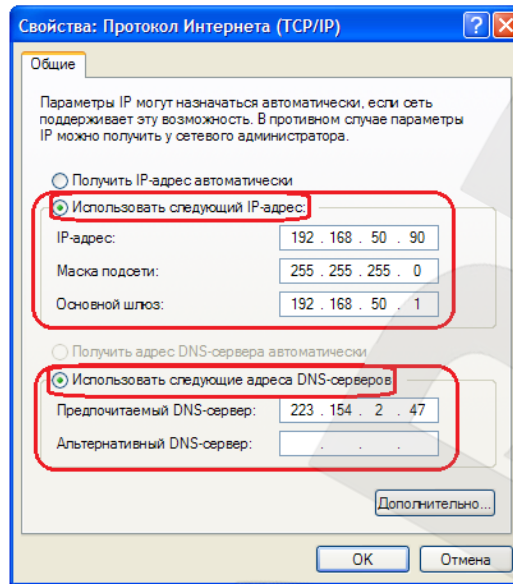 Свойства: Протокол Интернета (TCP/IP)
Общие
Параметры IP могут назначаться автоматически, если сеть
поддерживает эту возможность. В противном случае параметры
IP можно получить у сетевого администратора.
Получить IP-адрес автоматически
Использовать следующий IP-адрес:
IP-адрес: 192 . 168 . 50 . 90
Маска подсети: 255 . 255 . 255 . 0
Основной шлюз: 192 . 168 . 50 . 1
Получить адрес DNS-сервера автоматически
Использовать следующие адреса DNS-серверов
Предпочитаемый DNS-сервер: 223 . 154 . 2 . 47
Альтернативный DNS-сервер: . . .
Дополнительно...
OK Отмена